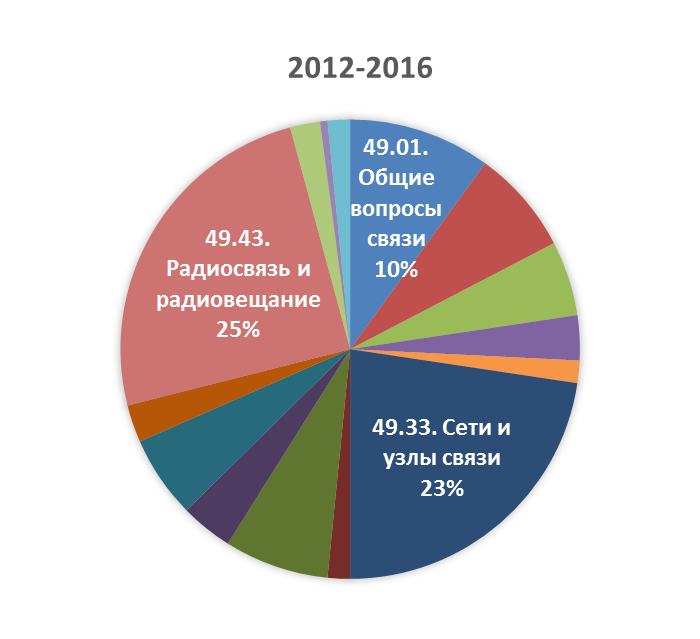 2012-2016
49.01.
Общие
вопросы
связи
10%
49.43.
Радиосвязь и
радиовещание
25%
49.33. Сети и
узлы связи
23%